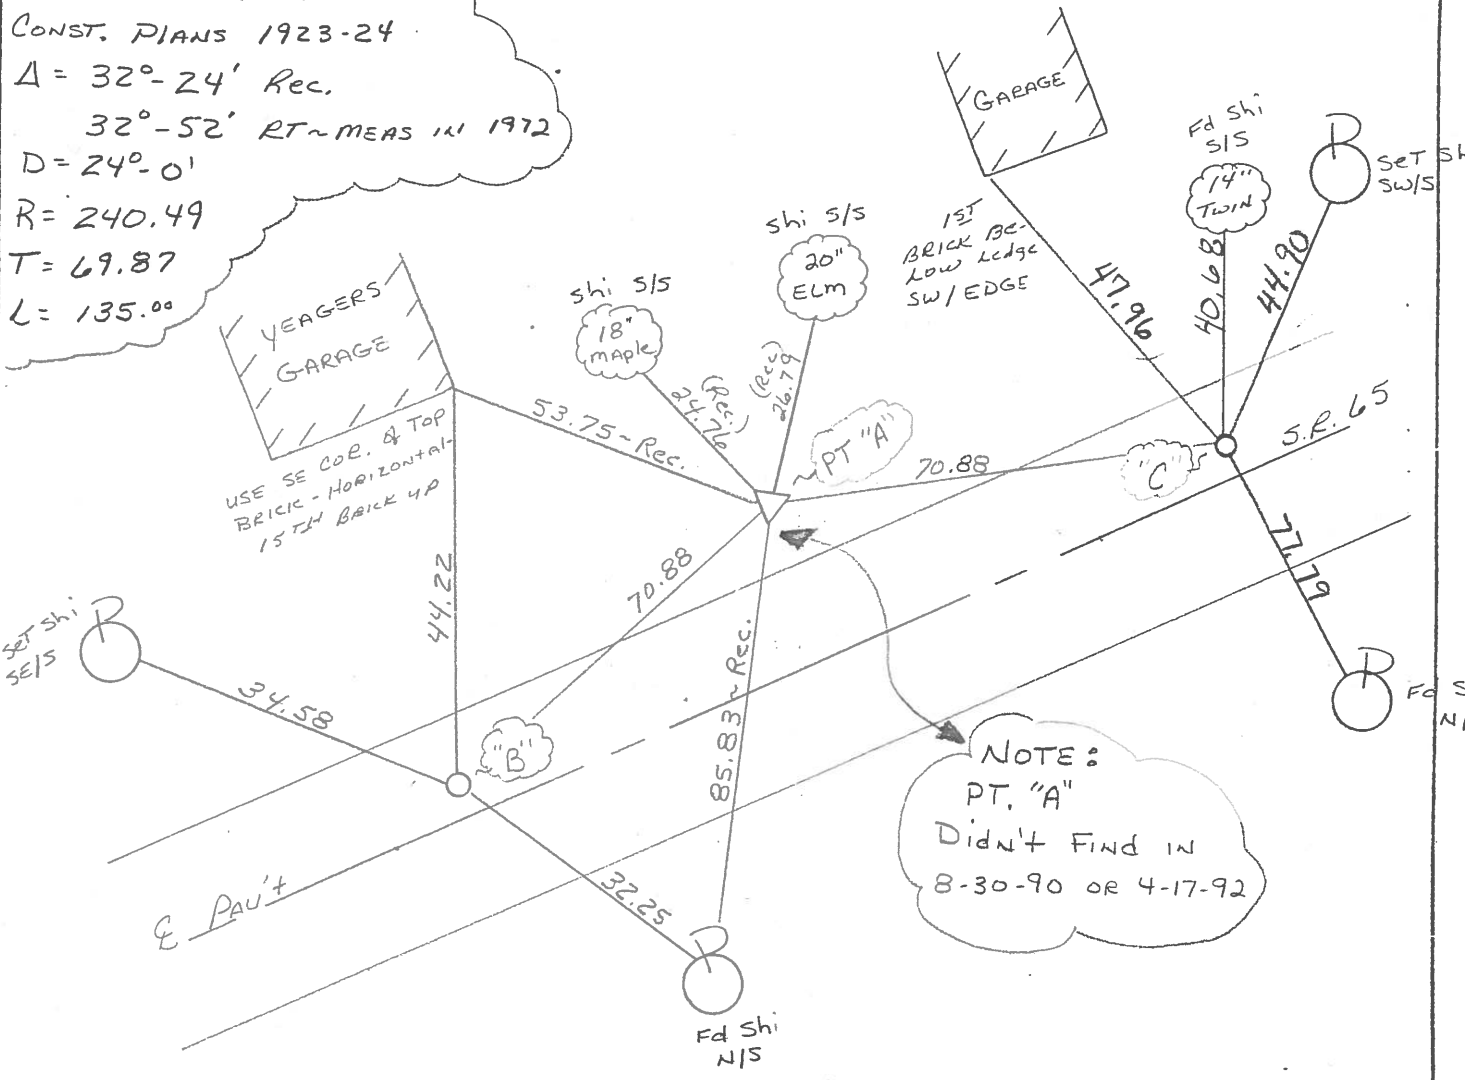 CONST. PLANS 1923-24
Δ = 32°-24' Rec.
32°-52' RT~MEAS IN 1972
D = 24°-0'
R = 240.49
T = 69.87
L = 135.00
YEAGERS
GARAGE
USE SE COR. of TOP
BRICK - HORIZONTAL-
15TH BRICK UP
Shi S/S
18"
MAPLE
Shi S/S
20"
ELM
GARAGE
1ST
BRICK BE-
LOW Ledge
SW/EDGE
Fd Shi
S/S
14"
TWIN
SeT Sh
SW/S
47.96
40.68
44.90
53.75~Rec.
(Rec.)
24.76
(Rec)
26.79
PT "A"
70.88
"C"
S.R. 65
77.79
44.22
70.88
85.83~Rec.
SeT Shi
SE/S
34.58
"B"
32.25
℄ PAV'T
Fd Shi
N/S
Fd S
N/
NOTE:
PT. "A"
Didn't FINd IN
8-30-90 OR 4-17-92